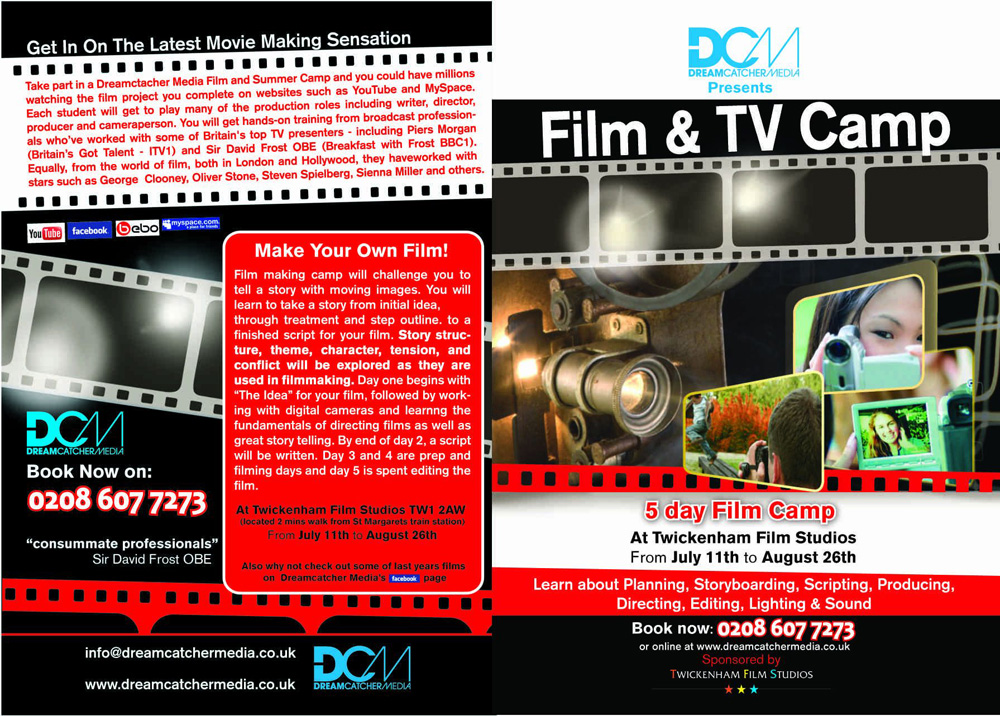 Get In On The Latest Movie Making Sensation
Take part in a Dreamctacher Media Film and Summer Camp and you could have millions
watching the film project you complete on websites such as YouTube and MySpace.
Each student will get to play many of the production roles including writer, director,
producer and cameraperson. You will get hands-on training from broadcast profession-
als who've worked with some of Britain's top TV presenters - including Piers Morgan
(Britain's Got Talent - ITV1) and Sir David Frost OBE (Breakfast with Frost BBC1).
Equally, from the world of film, both in London and Hollywood, they haveworked with
stars such as George Clooney, Oliver Stone, Steven Spielberg, Sienna Miller and others.
YouTube facebook bebo myspace.com
a place for friends
Make Your Own Film!
Film making camp will challenge you to
tell a story with moving images. You will
learn to take a story from initial idea,
through treatment and step outline. to a
finished script for your film. Story struc-
ture, theme, character, tension, and
conflict will be explored as they are
used in filmmaking. Day one begins with
"The Idea" for your film, followed by work-
ing with digital cameras and learnng the
fundamentals of directing films as well as
great story telling. By end of day 2, a script
will be written. Day 3 and 4 are prep and
filming days and day 5 is spent editing the
film.
At Twickenham Film Studios TW1 2AW
(located 2 mins walk from St Margarets train station)
From July 11th to August 26th
Also why not check out some of last years films
on Dreamcatcher Media's facebook page
DCM
DREAMCATCHERMEDIA
Book Now on:
0208 607 7273
"consummate professionals"
Sir David Frost OBE
info@dreamcatchermedia.co.uk
www.dreamcatchermedia.co.uk
DCM
DREAMCATCHERMEDIA
DCM
DREAMCATCHERMEDIA
Presents
Film & TV Camp
5 day Film Camp
At Twickenham Film Studios
From July 11th to August 26th
Learn about Planning, Storyboarding, Scripting, Producing,
Directing, Editing, Lighting & Sound
Book now: 0208 607 7273
or online at www.dreamcatchermedia.co.uk
Sponsored by
TWICKENHAM FILM STUDIOS